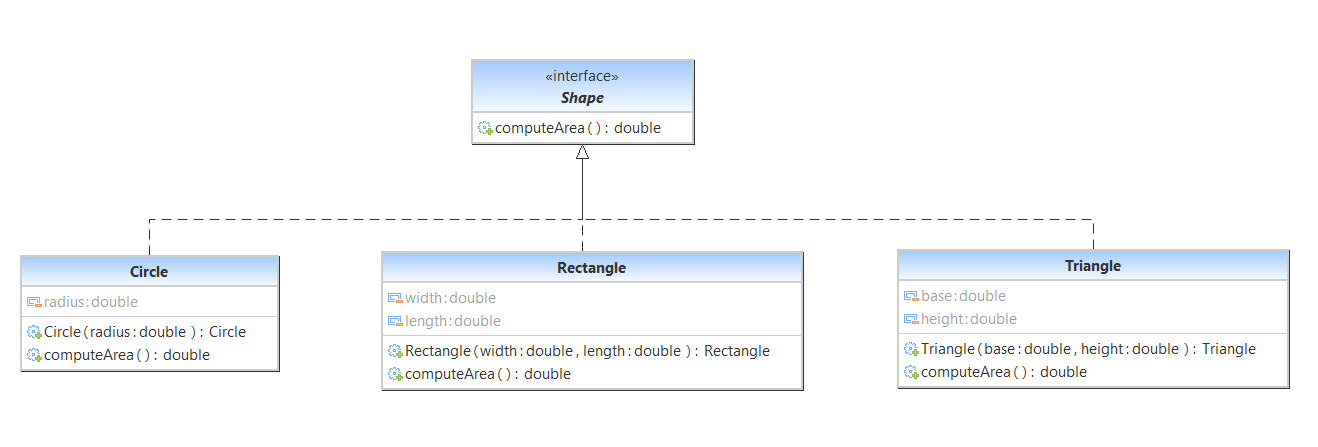 «interface»
Shape
computeArea ( ) : double
Circle
radius : double
Circle ( radius : double ) : Circle
computeArea ( ) : double
Rectangle
width : double
length : double
Rectangle ( width : double , length : double ) : Rectangle
computeArea ( ) : double
Triangle
base : double
height : double
Triangle ( base : double , height : double ) : Triangle
computeArea ( ) : double